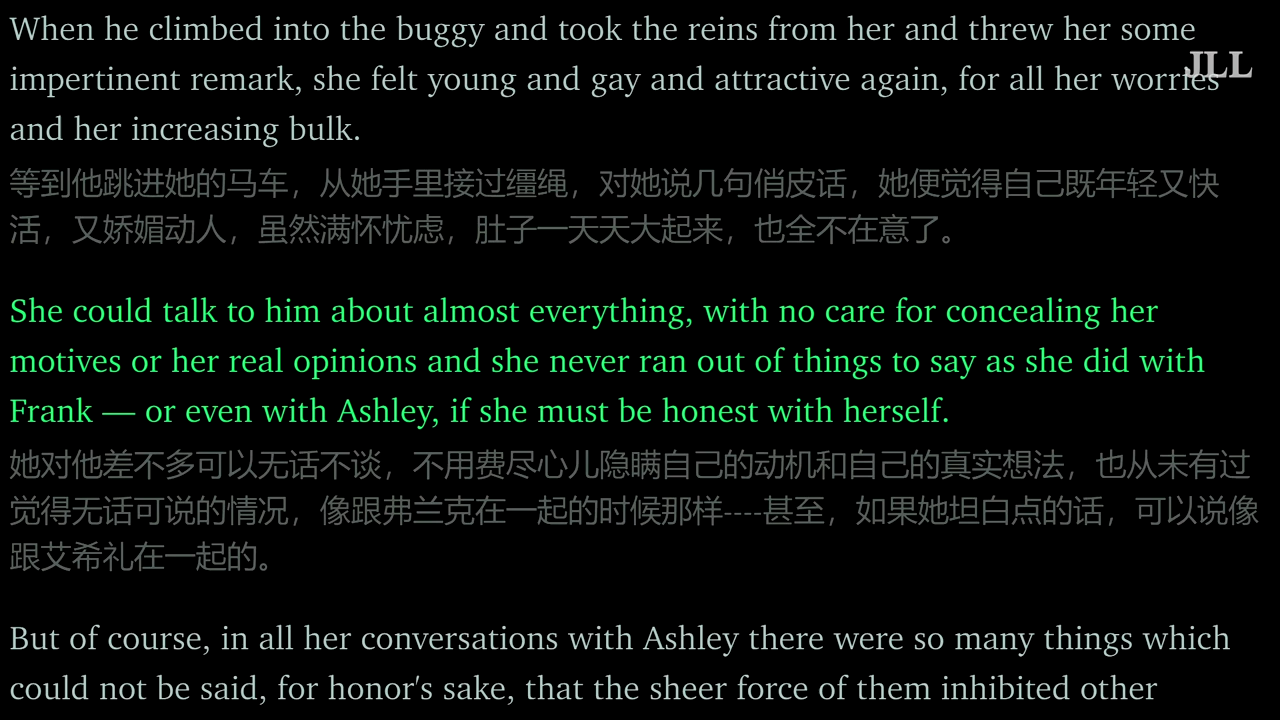 When he climbed into the buggy and took the reins from her and threw her some
JLL
impertinent remark, she felt young and gay and attractive again, for all her worries
and her increasing bulk.
等到他跳进她的马车，从她手里接过缰绳，对她说几句俏皮话，她便觉得自己既年轻又快
活，又娇媚动人，虽然满怀忧虑，肚子一天天大起来，也全不在意了。
She could talk to him about almost everything, with no care for concealing her
motives or her real opinions and she never ran out of things to say as she did with
Frank — or even with Ashley, if she must be honest with herself.
她对他差不多可以无话不谈，不用费尽心儿隐瞒自己的动机和自己的真实想法，也从未有过
觉得无话可说的情况，像跟弗兰克在一起的时候那样----甚至，如果她坦白点的话，可以说像
跟艾希礼在一起的。
But of course, in all her conversations with Ashley there were so many things which
could not be said, for honor's sake, that the sheer force of them inhibited other